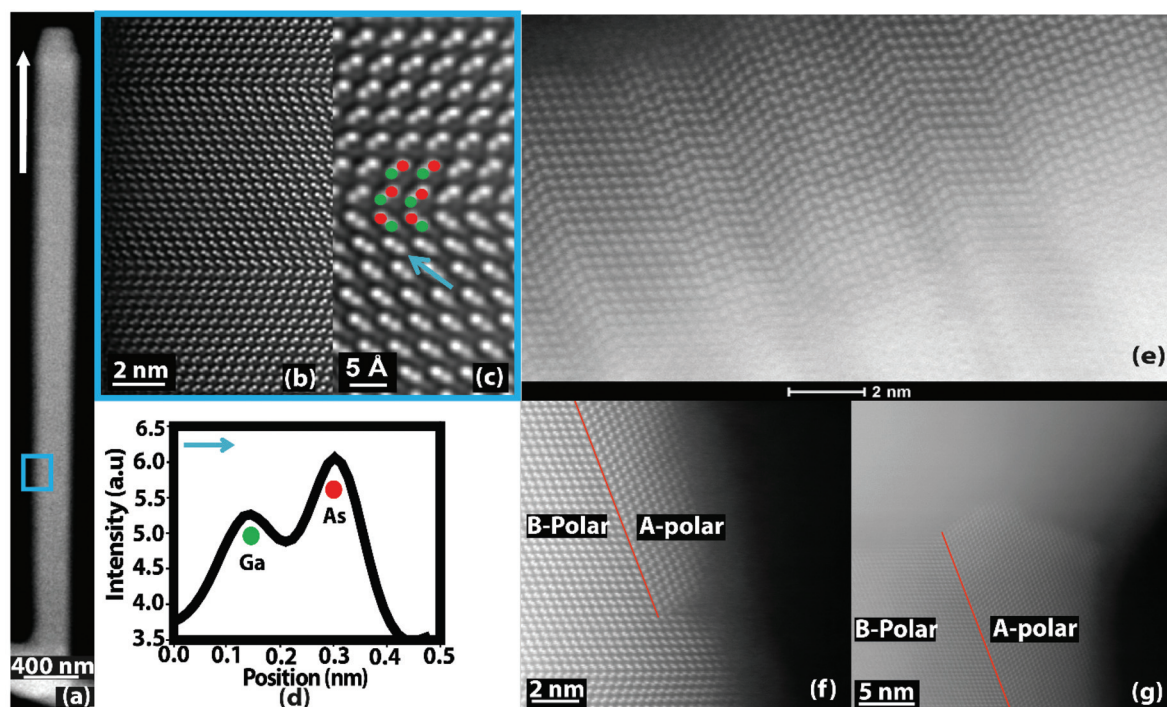 400 nm
(a)
2 nm
(b)
5 Å
(c)
2 nm
(e)
Intensity (a.u)
6.5
6.0
5.5
5.0
4.5
4.0
3.5
Ga
As
0.0 0.1 0.2 0.3 0.4 0.5
Position (nm)
(d)
B-Polar
A-polar
2 nm
(f)
B-Polar
A-polar
5 nm
(g)